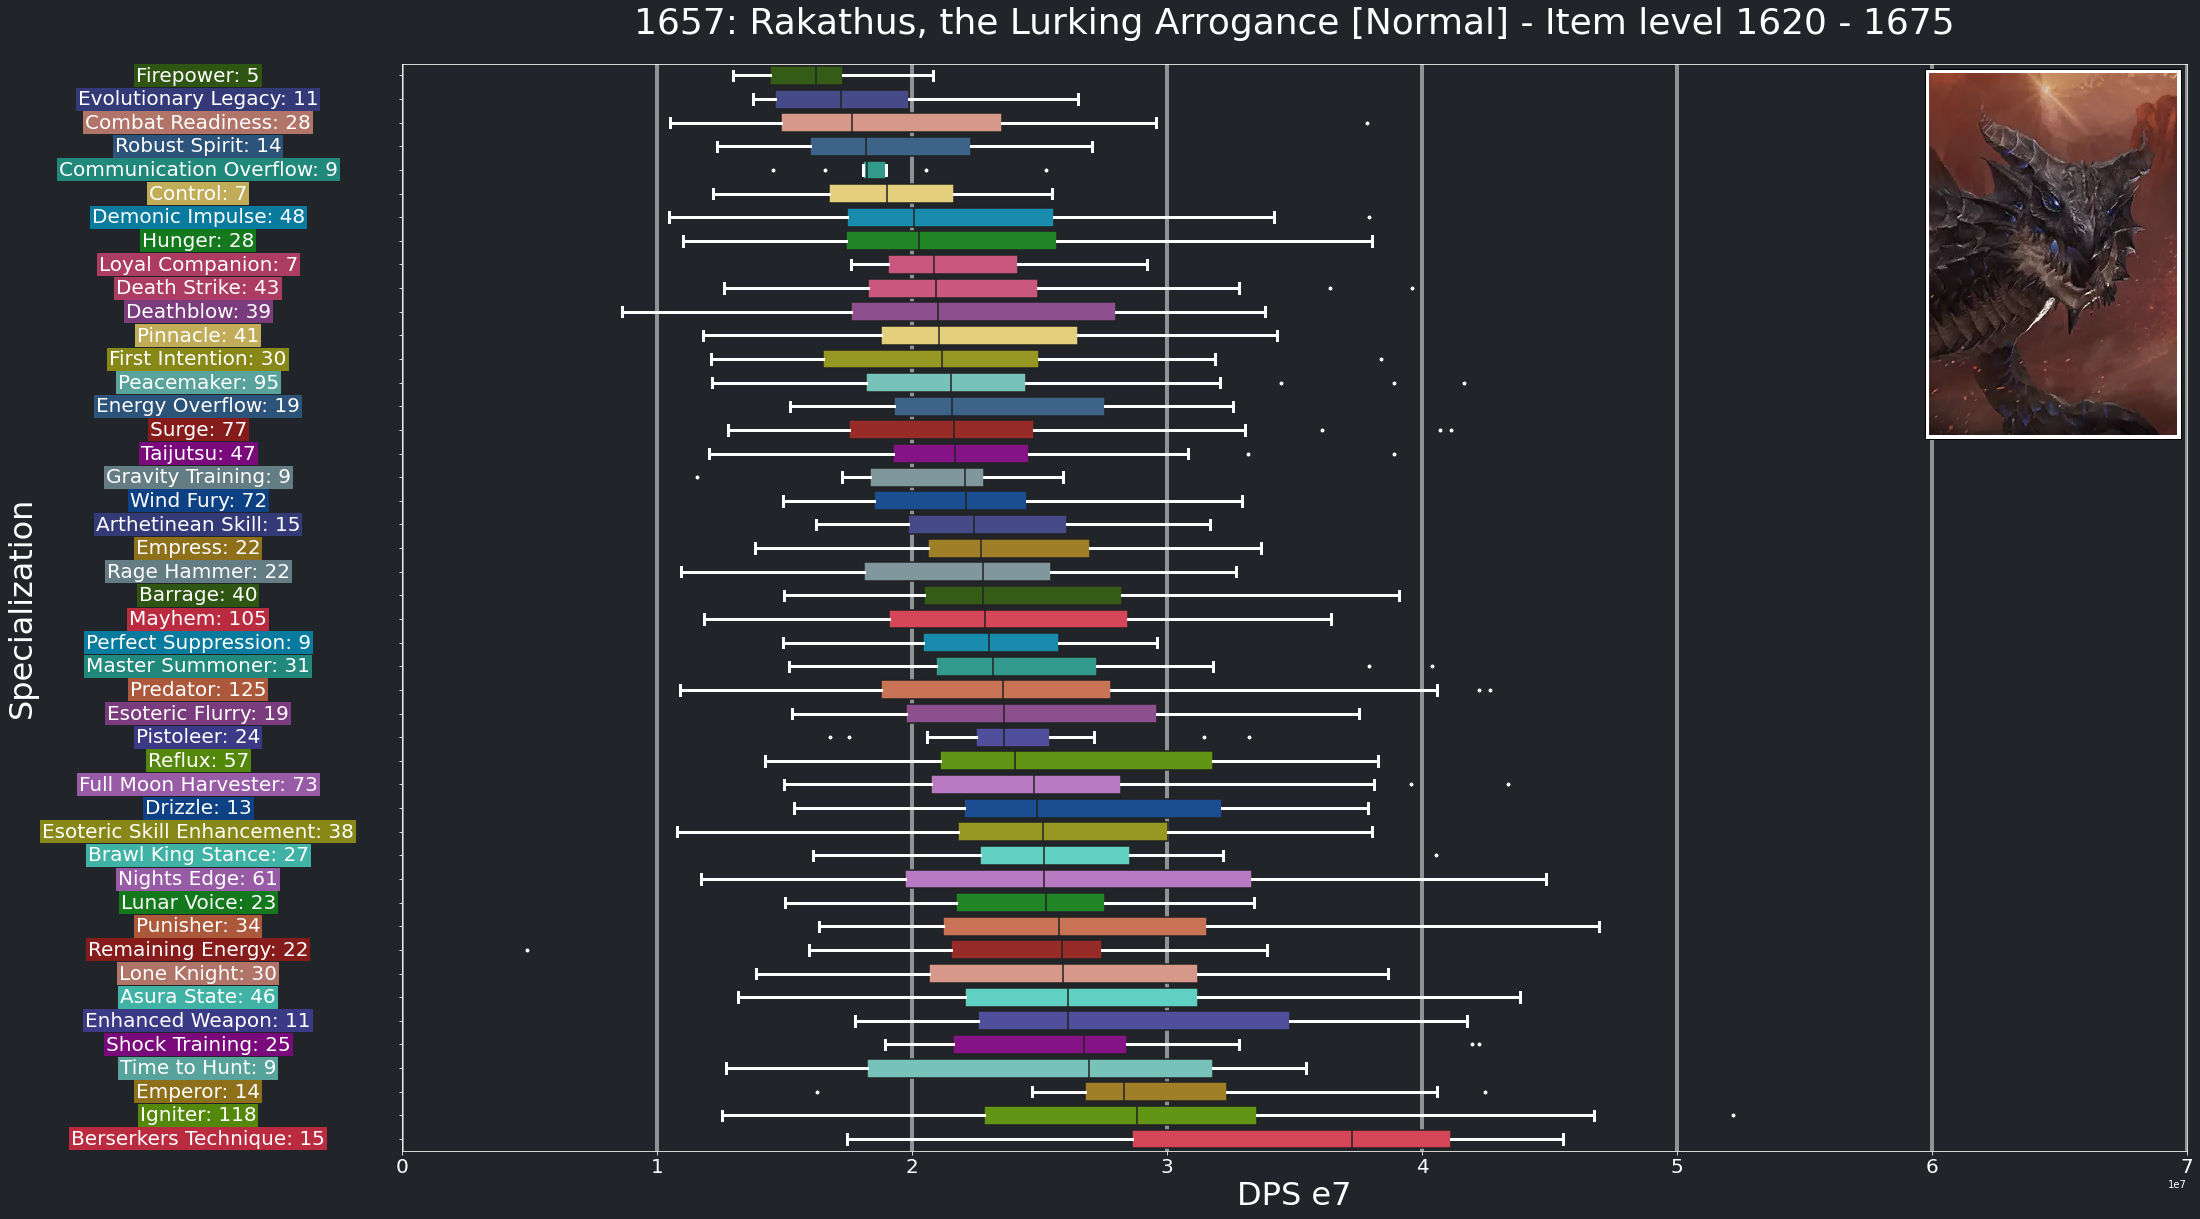 1657: Rakathus, the Lurking Arrogance [Normal] - Item level 1620 - 1675
Specialization
Firepower: 5
Evolutionary Legacy: 11
Combat Readiness: 28
Robust Spirit: 14
Communication Overflow: 9
Control: 7
Demonic Impulse: 48
Hunger: 28
Loyal Companion: 7
Death Strike: 43
Deathblow: 39
Pinnacle: 41
First Intention: 30
Peacemaker: 95
Energy Overflow: 19
Surge: 77
Taijutsu: 47
Gravity Training: 9
Wind Fury: 72
Arthetinean Skill: 15
Empress: 22
Rage Hammer: 22
Barrage: 40
Mayhem: 105
Perfect Suppression: 9
Master Summoner: 31
Predator: 125
Esoteric Flurry: 19
Pistoleer: 24
Reflux: 57
Full Moon Harvester: 73
Drizzle: 13
Esoteric Skill Enhancement: 38
Brawl King Stance: 27
Nights Edge: 61
Lunar Voice: 23
Punisher: 34
Remaining Energy: 22
Lone Knight: 30
Asura State: 46
Enhanced Weapon: 11
Shock Training: 25
Time to Hunt: 9
Emperor: 14
Igniter: 118
Berserkers Technique: 15
0 1 2 3 4 5 6 7
1e7
DPS e7